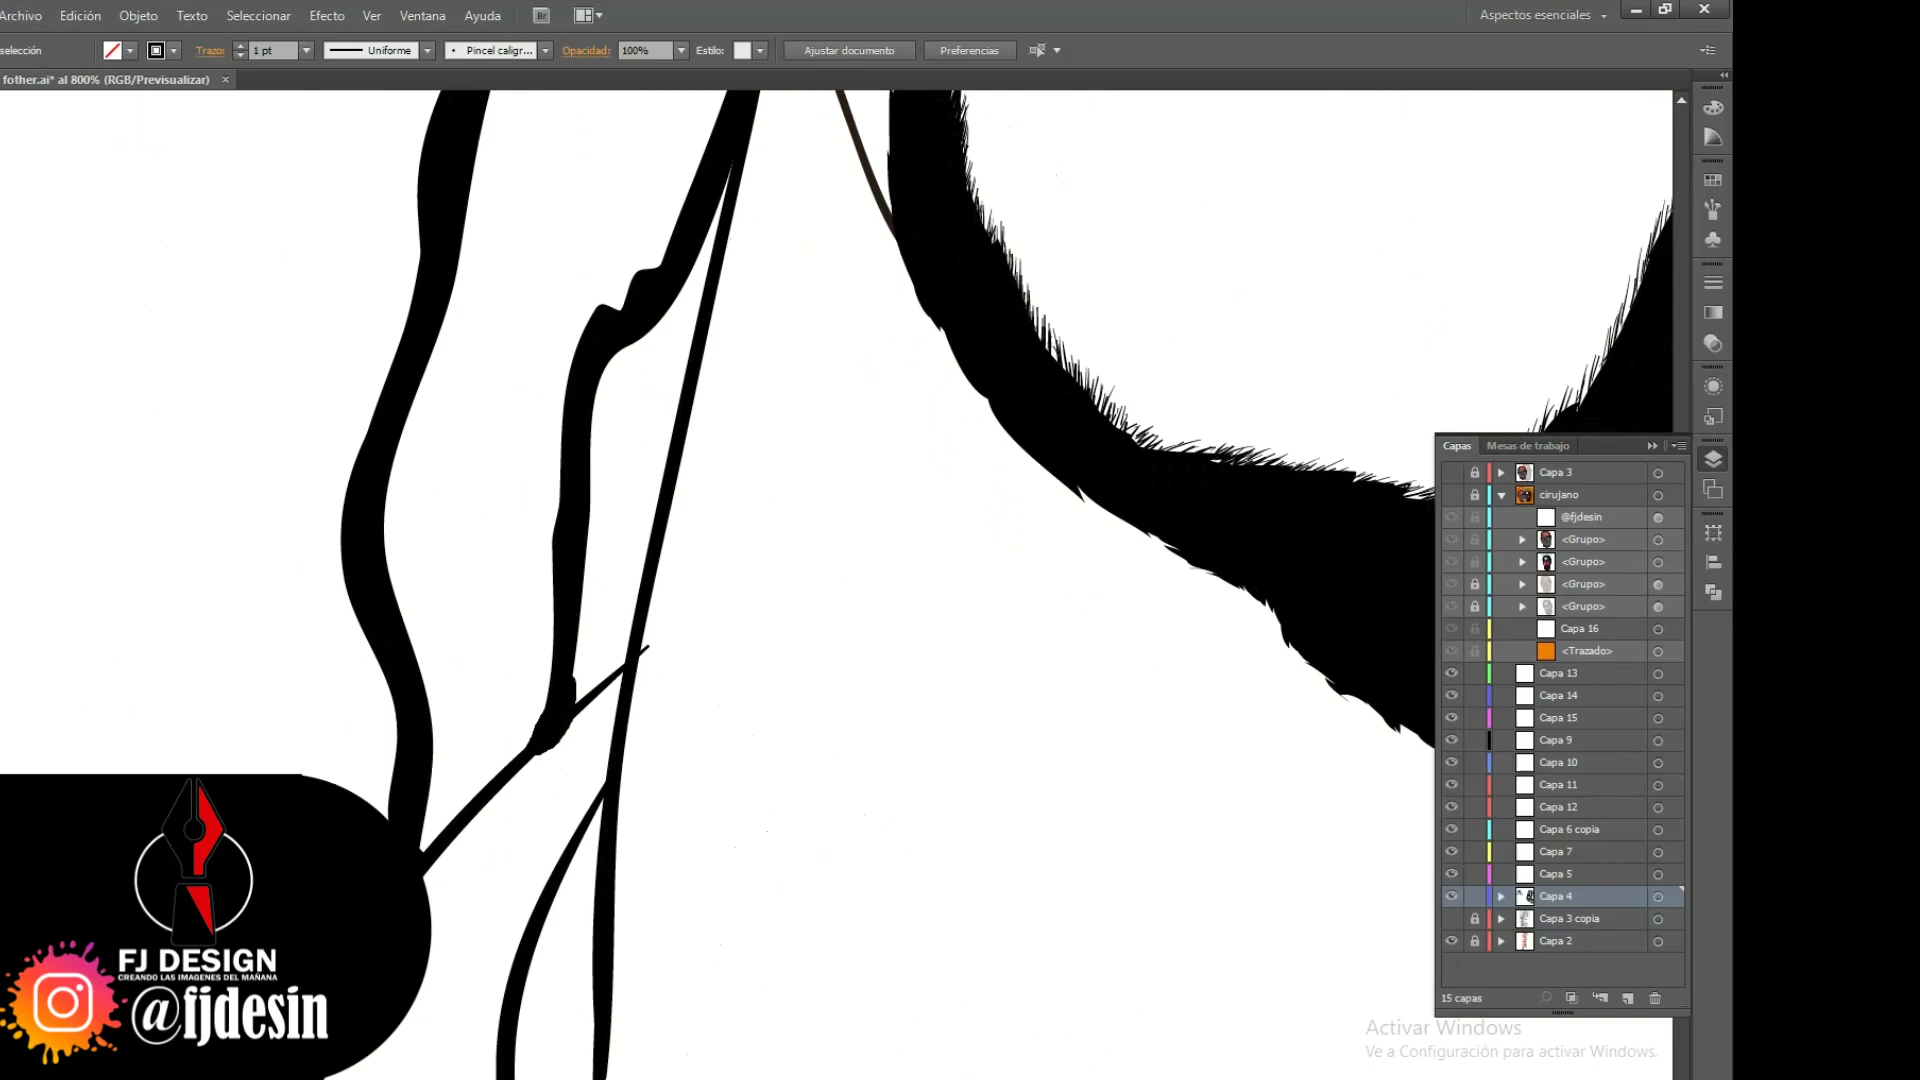 Archivo Edición Objeto Texto Seleccionar Efecto Ver Ventana Ayuda Br Aspectos esenciales
selección Trazo: 1 pt Uniforme Pincel caligr... Opacidad: 100% Estilo: Ajustar documento Preferencias
fother.ai* al 800% (RGB/Previsualizar)
Capas Mesas de trabajo
Capa 3
cirujano
@fjdesin
<Grupo>
<Grupo>
<Grupo>
<Grupo>
Capa 16
<Trazado>
Capa 13
Capa 14
Capa 15
Capa 9
Capa 10
Capa 11
Capa 12
Capa 6 copia
Capa 7
Capa 5
Capa 4
Capa 3 copia
Capa 2
15 capas
FJ DESIGN
CREANDO LAS IMAGENES DEL MAÑANA
@fjdesin
Activar Windows
Ve a Configuración para activar Windows.